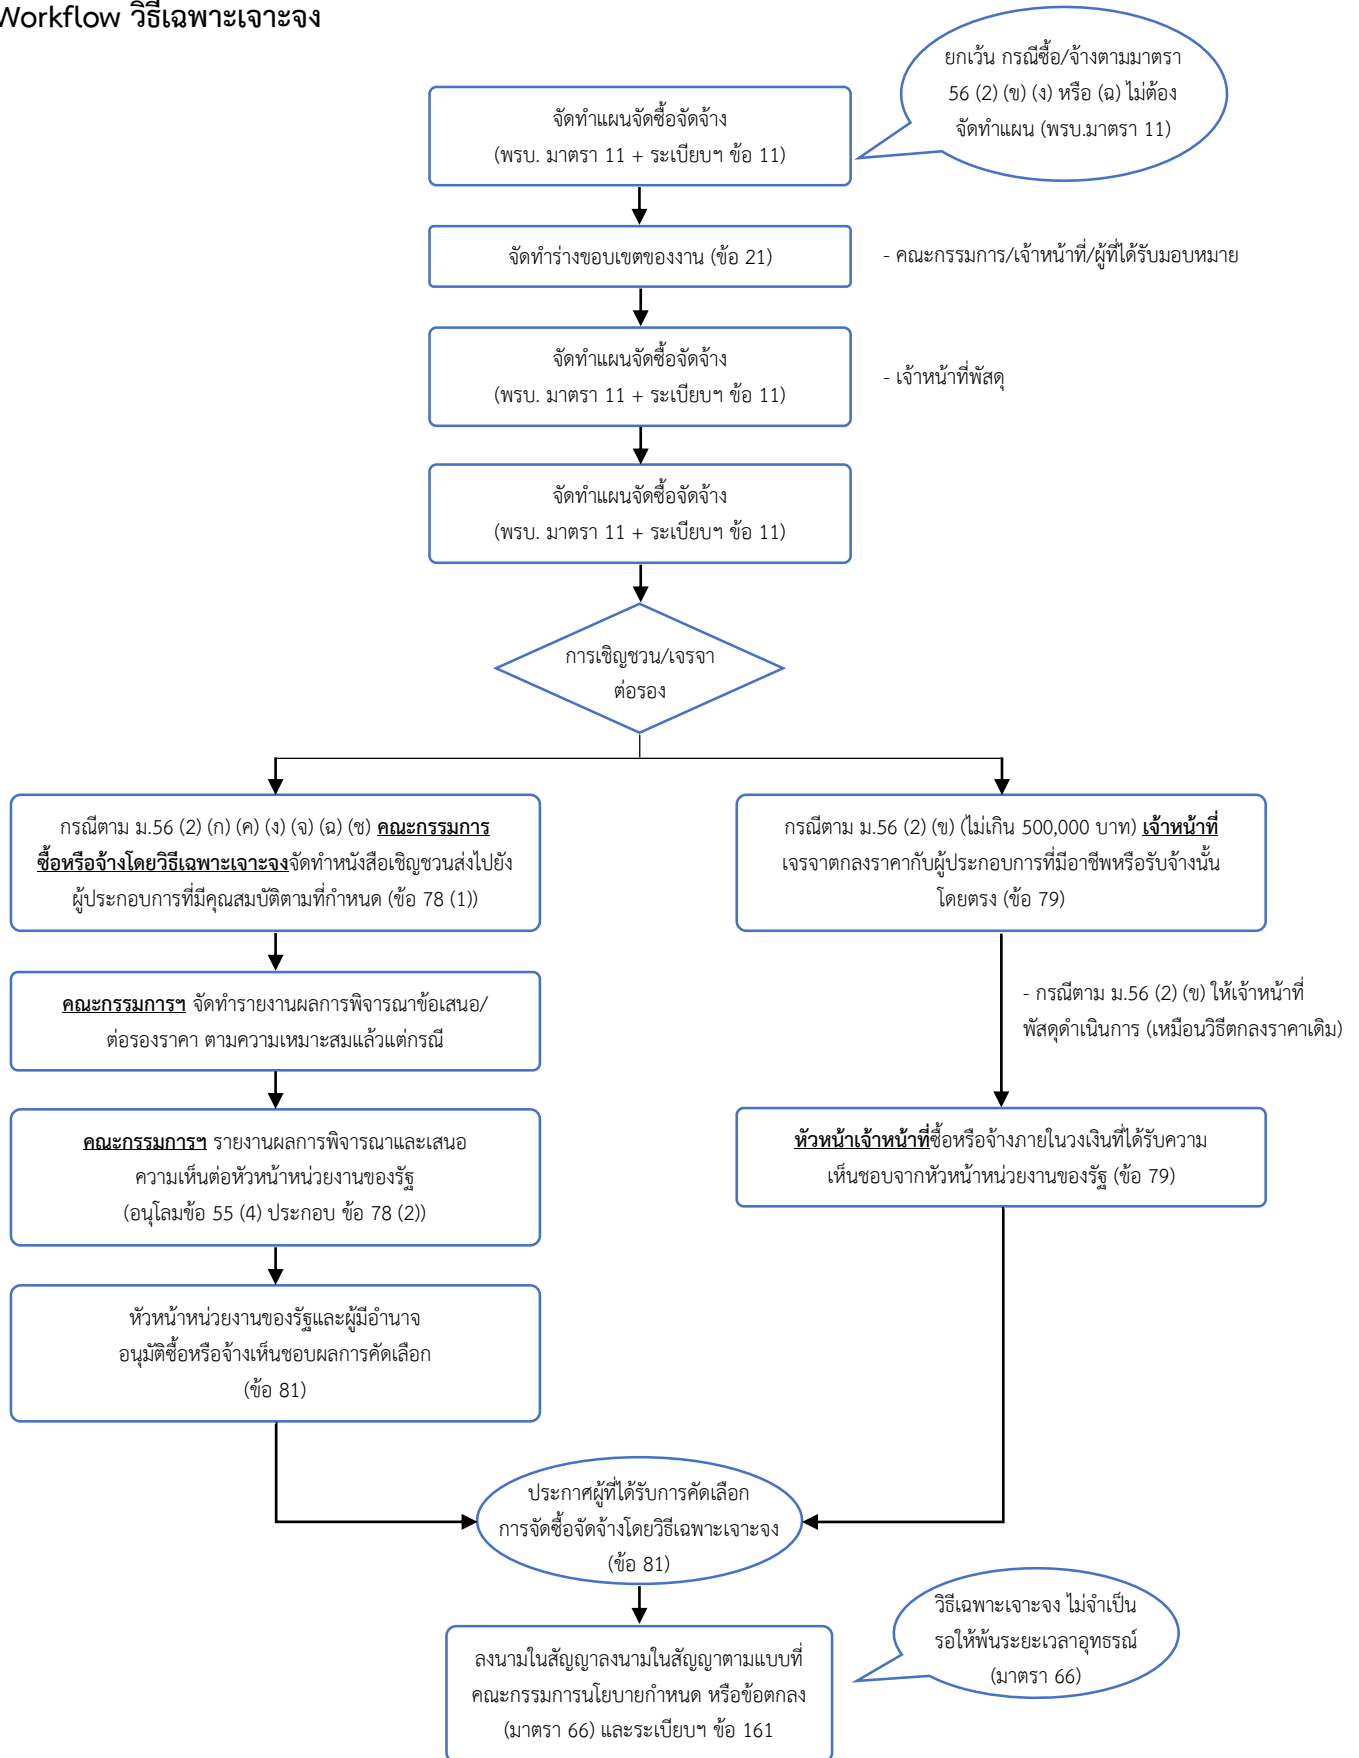 Workflow วิธีเฉพาะเจาะจง
ยกเว้น กรณีซื้อ/จ้างตามมาตรา
56 (2) (ข) (ง) หรือ (ฉ) ไม่ต้อง
จัดทำแผน (พรบ.มาตรา 11)
จัดทำแผนจัดซื้อจัดจ้าง
(พรบ. มาตรา 11 + ระเบียบฯ ข้อ 11)
จัดทำร่างขอบเขตของงาน (ข้อ 21)
- คณะกรรมการ/เจ้าหน้าที่/ผู้ที่ได้รับมอบหมาย
จัดทำแผนจัดซื้อจัดจ้าง
(พรบ. มาตรา 11 + ระเบียบฯ ข้อ 11)
- เจ้าหน้าที่พัสดุ
จัดทำแผนจัดซื้อจัดจ้าง
(พรบ. มาตรา 11 + ระเบียบฯ ข้อ 11)
การเชิญชวน/เจรจา
ต่อรอง
กรณีตาม ม.56 (2) (ก) (ค) (ง) (จ) (ฉ) (ช) คณะกรรมการ
ซื้อหรือจ้างโดยวิธีเฉพาะเจาะจงจัดทำหนังสือเชิญชวนส่งไปยัง
ผู้ประกอบการที่มีคุณสมบัติตามที่กำหนด (ข้อ 78 (1))
กรณีตาม ม.56 (2) (ข) (ไม่เกิน 500,000 บาท) เจ้าหน้าที่
เจรจาตกลงราคากับผู้ประกอบการที่มีอาชีพหรือรับจ้างนั้น
โดยตรง (ข้อ 79)
คณะกรรมการฯ จัดทำรายงานผลการพิจารณาข้อเสนอ/
ต่อรองราคา ตามความเหมาะสมแล้วแต่กรณี
- กรณีตาม ม.56 (2) (ข) ให้เจ้าหน้าที่
พัสดุดำเนินการ (เหมือนวิธีตกลงราคาเดิม)
คณะกรรมการฯ รายงานผลการพิจารณาและเสนอ
ความเห็นต่อหัวหน้าหน่วยงานของรัฐ
(อนุโลมข้อ 55 (4) ประกอบ ข้อ 78 (2))
หัวหน้าเจ้าหน้าที่ซื้อหรือจ้างภายในวงเงินที่ได้รับความ
เห็นชอบจากหัวหน้าหน่วยงานของรัฐ (ข้อ 79)
หัวหน้าหน่วยงานของรัฐและผู้มีอำนาจ
อนุมัติซื้อหรือจ้างเห็นชอบผลการคัดเลือก
(ข้อ 81)
ประกาศผู้ที่ได้รับการคัดเลือก
การจัดซื้อจัดจ้างโดยวิธีเฉพาะเจาะจง
(ข้อ 81)
วิธีเฉพาะเจาะจง ไม่จำเป็น
รอให้พ้นระยะเวลาอุทธรณ์
(มาตรา 66)
ลงนามในสัญญาลงนามในสัญญาตามแบบที่
คณะกรรมการนโยบายกำหนด หรือข้อตกลง
(มาตรา 66) และระเบียบฯ ข้อ 161